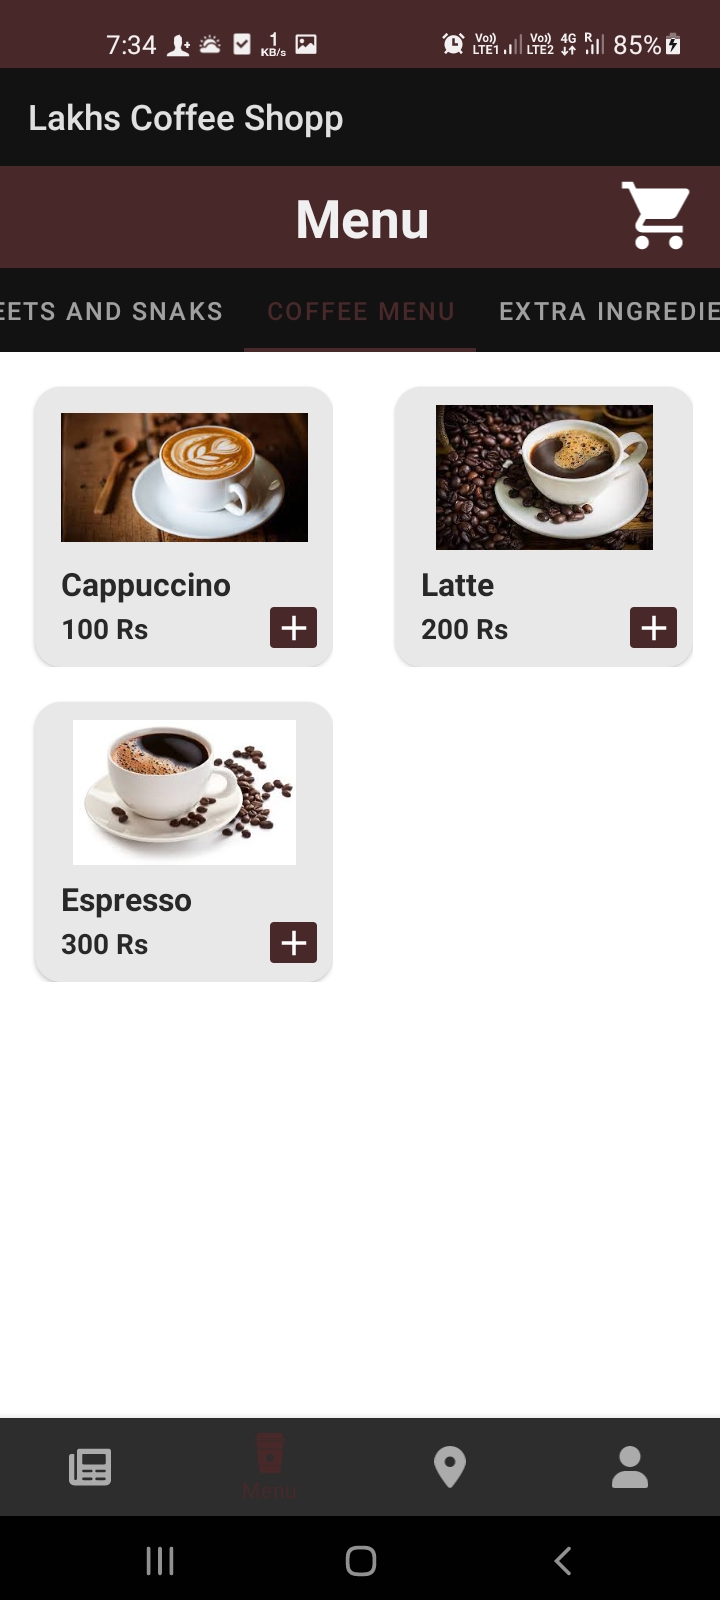 7:34 1 KB/s Vo)) LTE1 Vo)) LTE2 4G R 85%
Lakhs Coffee Shopp
Menu
EETS AND SNAKS COFFEE MENU EXTRA INGREDIE
Cappuccino Latte
100 Rs 200 Rs
Espresso
300 Rs
Menu